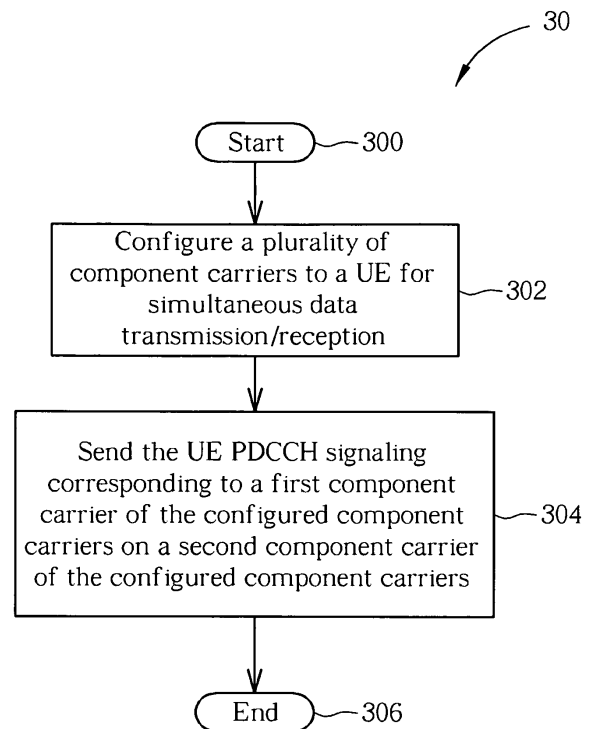 30
Start
300
Configure a plurality of
component carriers to a UE for
simultaneous data
transmission/reception
302
Send the UE PDCCH signaling
corresponding to a first component
carrier of the configured component
carriers on a second component carrier
of the configured component carriers
304
End
306